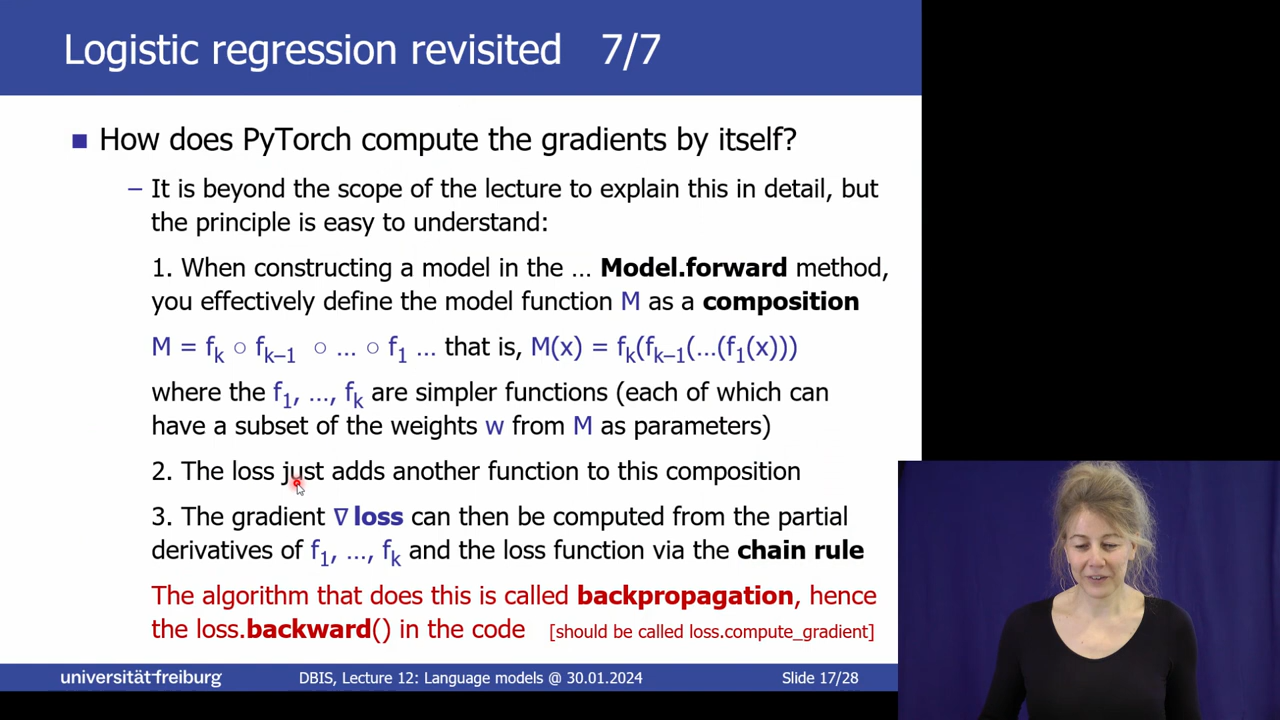 Logistic regression revisited 7/7
■ How does PyTorch compute the gradients by itself?
– It is beyond the scope of the lecture to explain this in detail, but
the principle is easy to understand:
1. When constructing a model in the … Model.forward method,
you effectively define the model function M as a composition
M = fₖ ○ fₖ₋₁ ○ … ○ f₁ … that is, M(x) = fₖ(fₖ₋₁(…(f₁(x)))
where the f₁, …, fₖ are simpler functions (each of which can
have a subset of the weights w from M as parameters)
2. The loss just adds another function to this composition
3. The gradient ∇ loss can then be computed from the partial
derivatives of f₁, …, fₖ and the loss function via the chain rule
The algorithm that does this is called backpropagation, hence
the loss.backward() in the code [should be called loss.compute_gradient]
universität freiburg DBIS, Lecture 12: Language models @ 30.01.2024 Slide 17/28